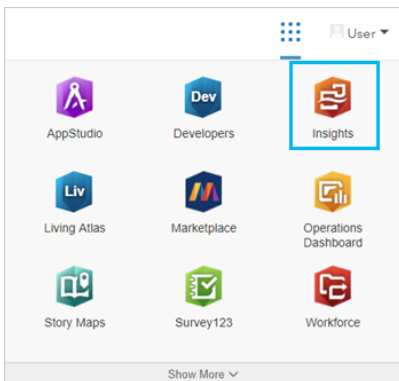 User
Dev
AppStudio
Developers
Insights
Liv
Living Atlas
Marketplace
Operations
Dashboard
Story Maps
Survey123
Workforce
Show More